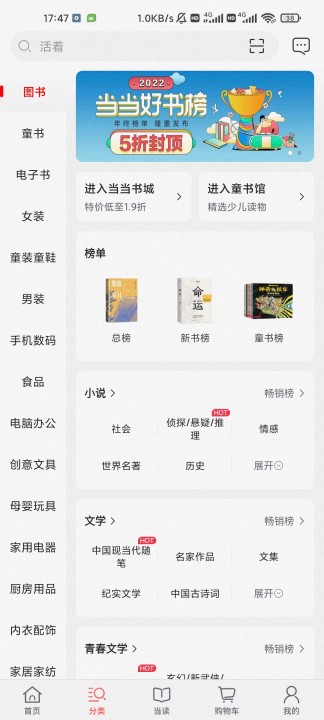 17:47
1.0KB/s
HD
4G
HD
4G
38
活着
图书
童书
电子书
女装
童装童鞋
男装
手机数码
食品
电脑办公
创意文具
母婴玩具
家用电器
厨房用品
内衣配饰
家居家纺
2022
当当好书榜
年终榜单 隆重发布
5折封顶
进入当当书城
特价低至1.9折
进入童书馆
精选少儿读物
榜单
命
运
总榜
新书榜
童书榜
小说
畅销榜
社会
HOT
侦探/悬疑/推
理
情感
世界名著
历史
展开
文学
畅销榜
HOT
中国现当代随
笔
名家作品
文集
纪实文学
中国古诗词
展开
青春文学
畅销榜
HOT
玄幻/新武侠/
首页
分类
当读
购物车
我的